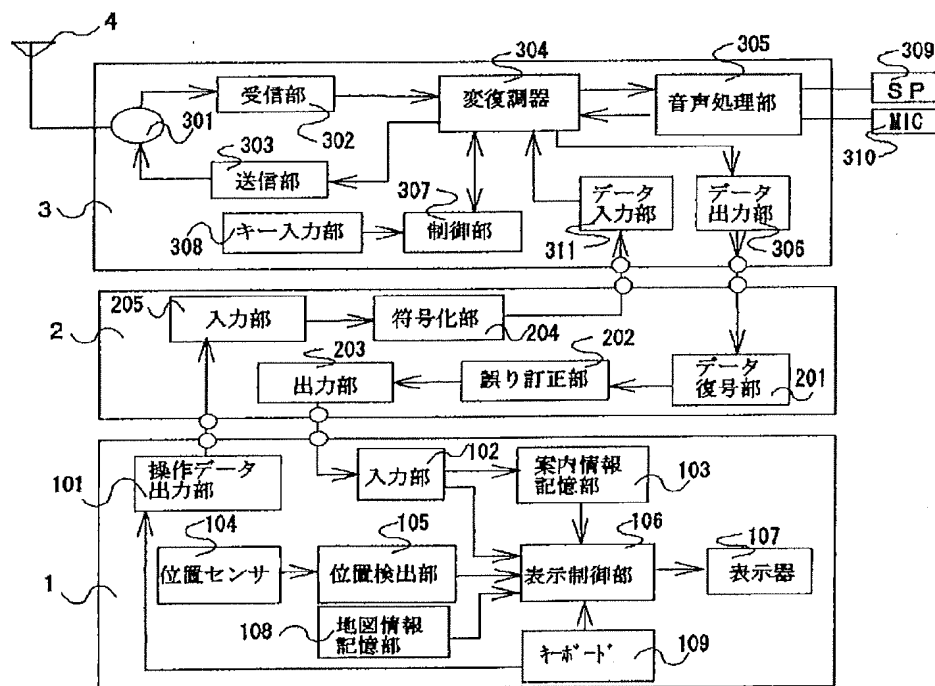 4
304
305
309
受信部
変復調器
音声処理部
SP
301
302
MIC
303
310
送信部
307
データ
入力部
データ
出力部
3
308
キー入力部
制御部
311
306
205
入力部
符号化部
2
203
204
202
データ
復号部
出力部
誤り訂正部
201
102
操作データ
出力部
101
入力部
案内情報
記憶部
103
104
105
106
107
位置センサ
位置検出部
表示制御部
表示器
1
108
地図情報
記憶部
キーボード
109